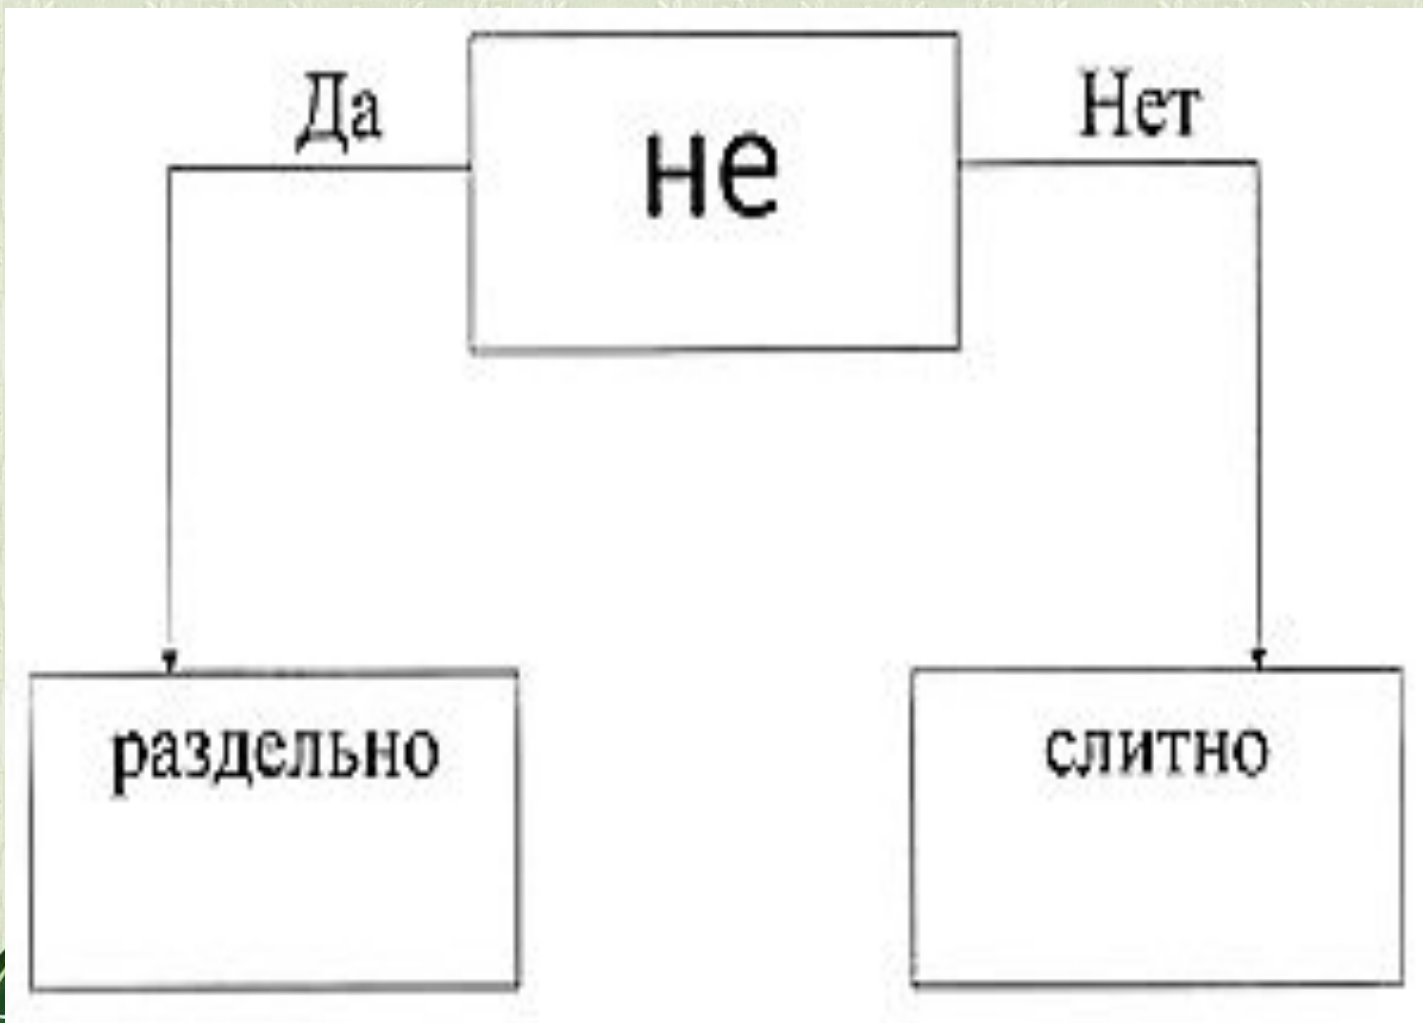 Да
не
Нет
раздельно
слитно